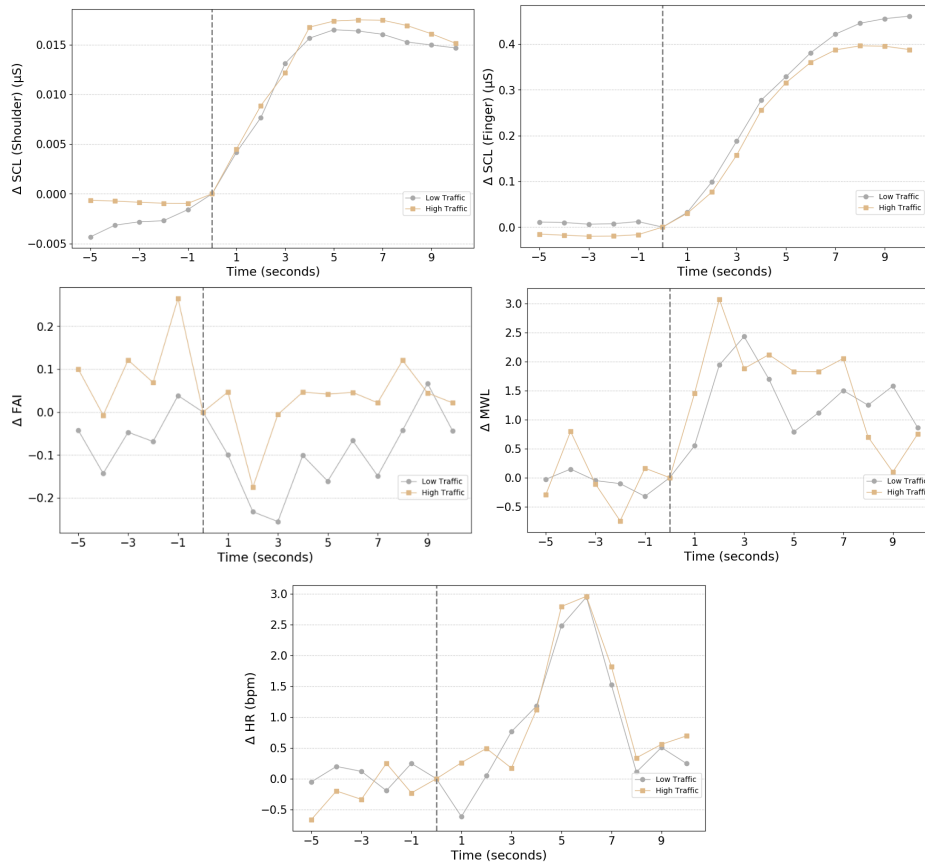 Δ SCL (Shoulder) (μS)
0.015
0.010
0.005
0.000
−0.005
−5 −3 −1 1 3 5 7 9
Time (seconds)
Low Traffic
High Traffic
Δ SCL (Finger) (μS)
0.4
0.3
0.2
0.1
0.0
−5 −3 −1 1 3 5 7 9
Time (seconds)
Low Traffic
High Traffic
Δ FAI
0.2
0.1
0.0
−0.1
−0.2
−5 −3 −1 1 3 5 7 9
Time (seconds)
Low Traffic
High Traffic
Δ MWL
3.0
2.5
2.0
1.5
1.0
0.5
0.0
−0.5
−5 −3 −1 1 3 5 7 9
Time (seconds)
Low Traffic
High Traffic
Δ HR (bpm)
3.0
2.5
2.0
1.5
1.0
0.5
0.0
−0.5
−5 −3 −1 1 3 5 7 9
Time (seconds)
Low Traffic
High Traffic